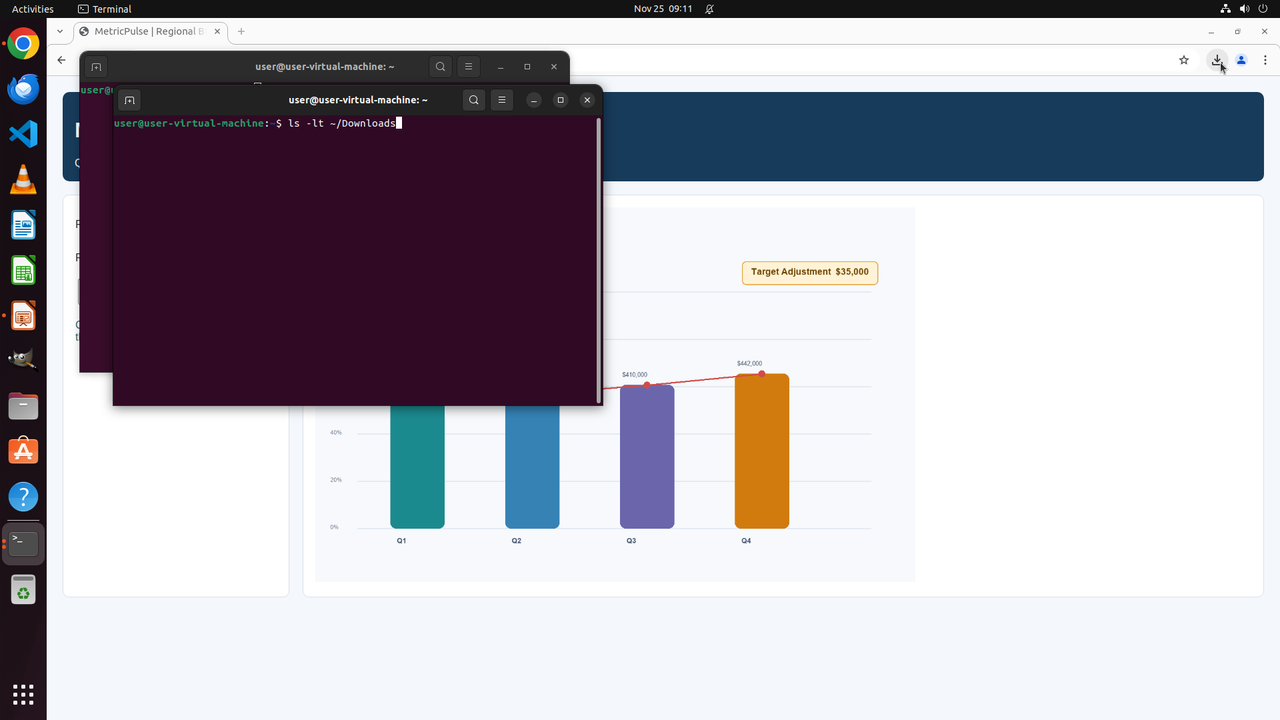 Activities
Terminal
Nov 25 09:11
MetricPulse | Regional B
user@user-virtual-machine: ~
user@user-virtual-machine: ~
user@user-virtual-machine:~$ ls -lt ~/Downloads
Target Adjustment $35,000
$410,000
$442,000
40%
20%
0%
Q1
Q2
Q3
Q4